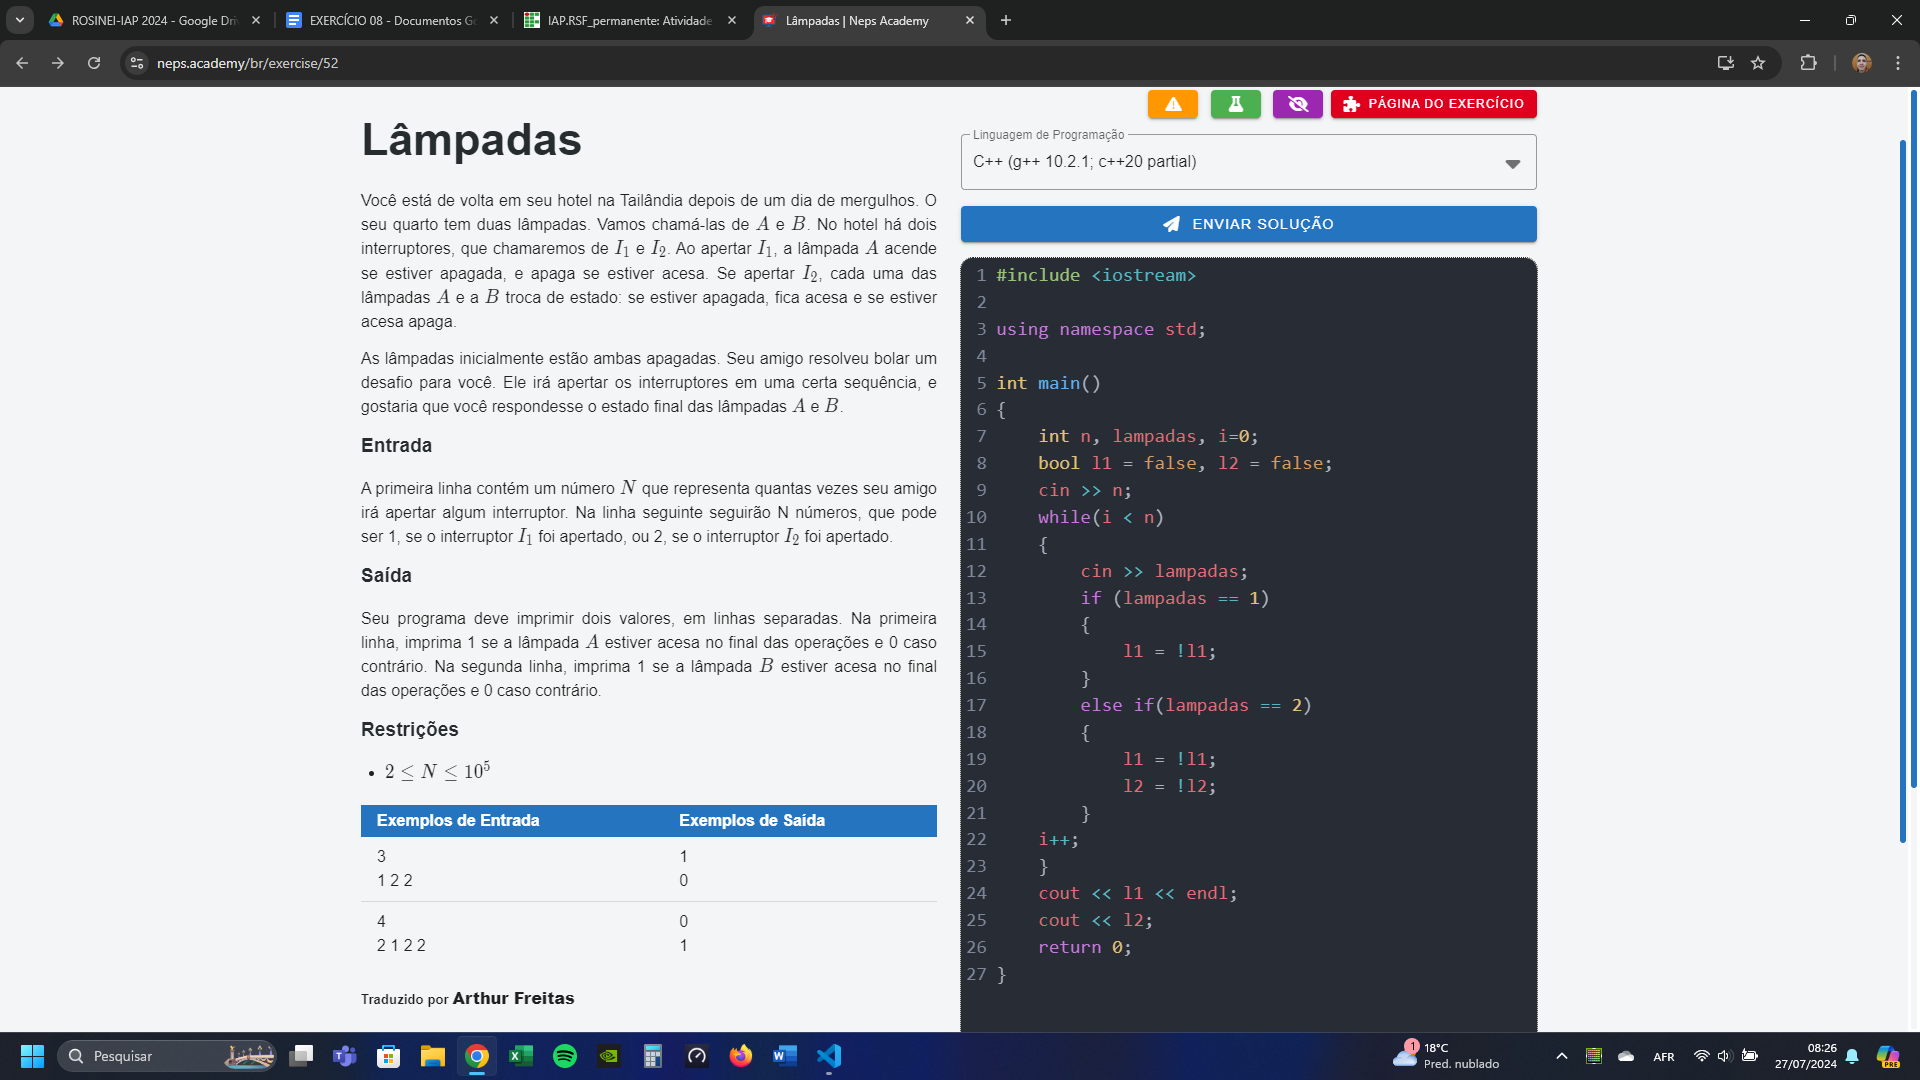 ROSINEI-IAP 2024 - Google Dri
EXERCÍCIO 08 - Documentos Go
IAP.RSF_permanente: Atividade
Lâmpadas | Neps Academy
neps.academy/br/exercise/52
PÁGINA DO EXERCÍCIO
Lâmpadas
Você está de volta em seu hotel na Tailândia depois de um dia de mergulhos. O
seu quarto tem duas lâmpadas. Vamos chamá-las de A e B. No hotel há dois
interruptores, que chamaremos de I₁ e I₂. Ao apertar I₁, a lâmpada A acende
se estiver apagada, e apaga se estiver acesa. Se apertar I₂, cada uma das
lâmpadas A e a B troca de estado: se estiver apagada, fica acesa e se estiver
acesa apaga.
As lâmpadas inicialmente estão ambas apagadas. Seu amigo resolveu bolar um
desafio para você. Ele irá apertar os interruptores em uma certa sequência, e
gostaria que você respondesse o estado final das lâmpadas A e B.
Entrada
A primeira linha contém um número N que representa quantas vezes seu amigo
irá apertar algum interruptor. Na linha seguinte seguirão N números, que pode
ser 1, se o interruptor I₁ foi apertado, ou 2, se o interruptor I₂ foi apertado.
Saída
Seu programa deve imprimir dois valores, em linhas separadas. Na primeira
linha, imprima 1 se a lâmpada A estiver acesa no final das operações e 0 caso
contrário. Na segunda linha, imprima 1 se a lâmpada B estiver acesa no final
das operações e 0 caso contrário.
Restrições
• 2 ≤ N ≤ 10⁵
Exemplos de Entrada Exemplos de Saída
3 1
1 2 2 0
4 0
2 1 2 2 1
Traduzido por Arthur Freitas
Linguagem de Programação
C++ (g++ 10.2.1; c++20 partial)
ENVIAR SOLUÇÃO
1 #include <iostream>
2
3 using namespace std;
4
5 int main()
6 {
7 int n, lampadas, i=0;
8 bool l1 = false, l2 = false;
9 cin >> n;
10 while(i < n)
11 {
12 cin >> lampadas;
13 if (lampadas == 1)
14 {
15 l1 = !l1;
16 }
17 else if(lampadas == 2)
18 {
19 l1 = !l1;
20 l2 = !l2;
21 }
22 i++;
23 }
24 cout << l1 << endl;
25 cout << l2;
26 return 0;
27 }
Pesquisar
1
18°C
Pred. nublado
AFR
08:26
27/07/2024
PRE